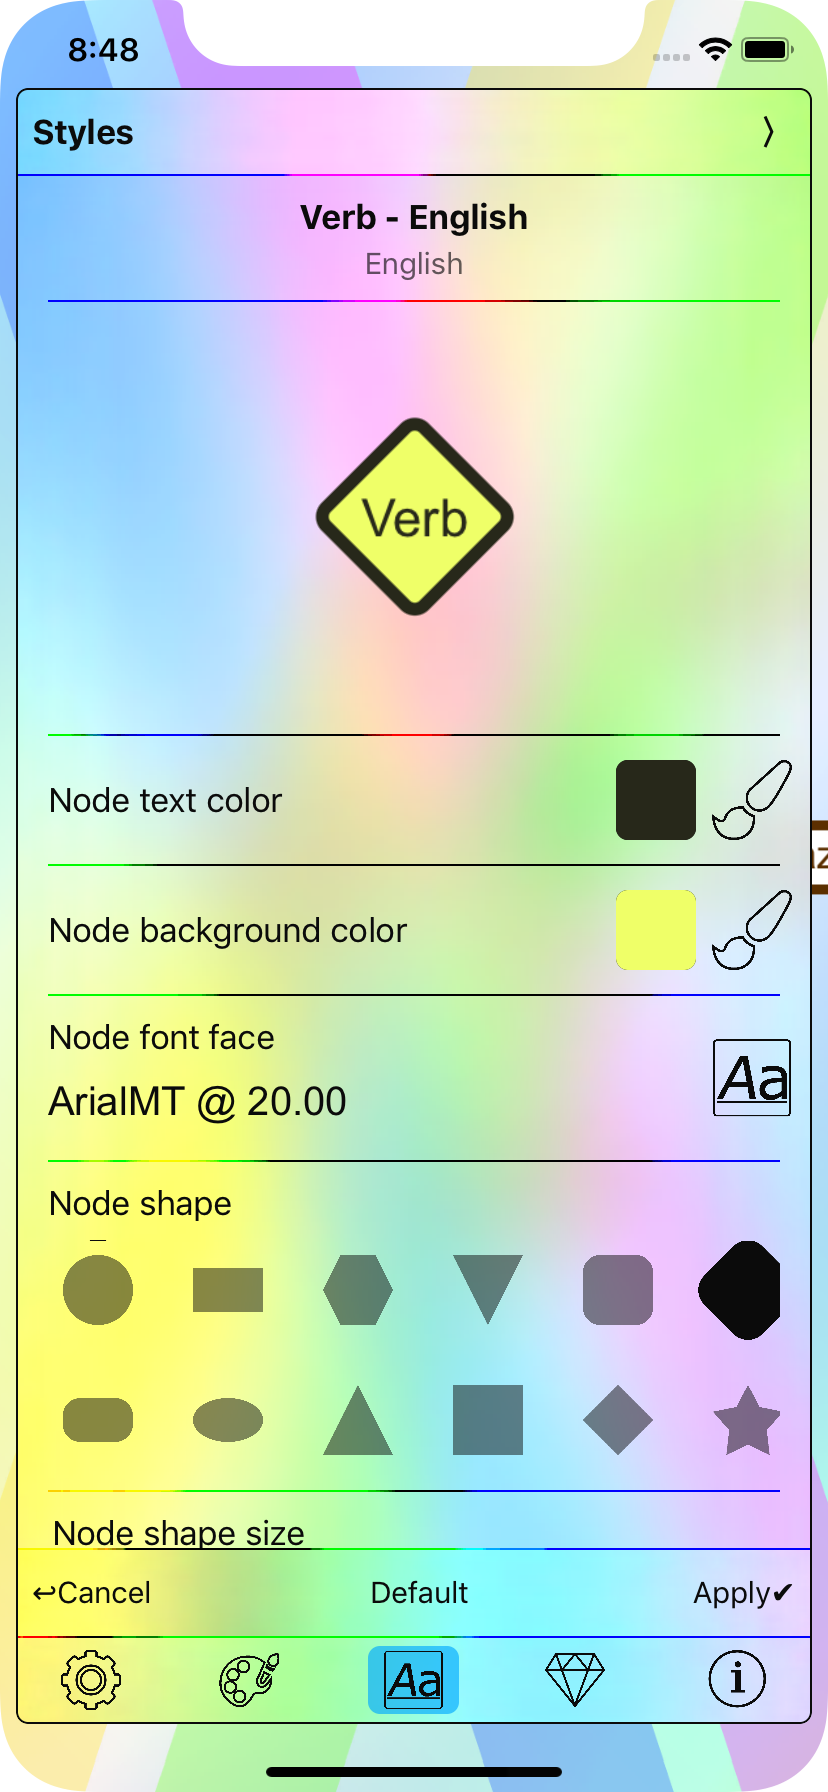 8:48
Styles
Verb - English
English
Verb
Node text color
Node background color
Node font face
ArialMT @ 20.00
Aa
Node shape
Node shape size
↩Cancel Default Apply✔
Aa